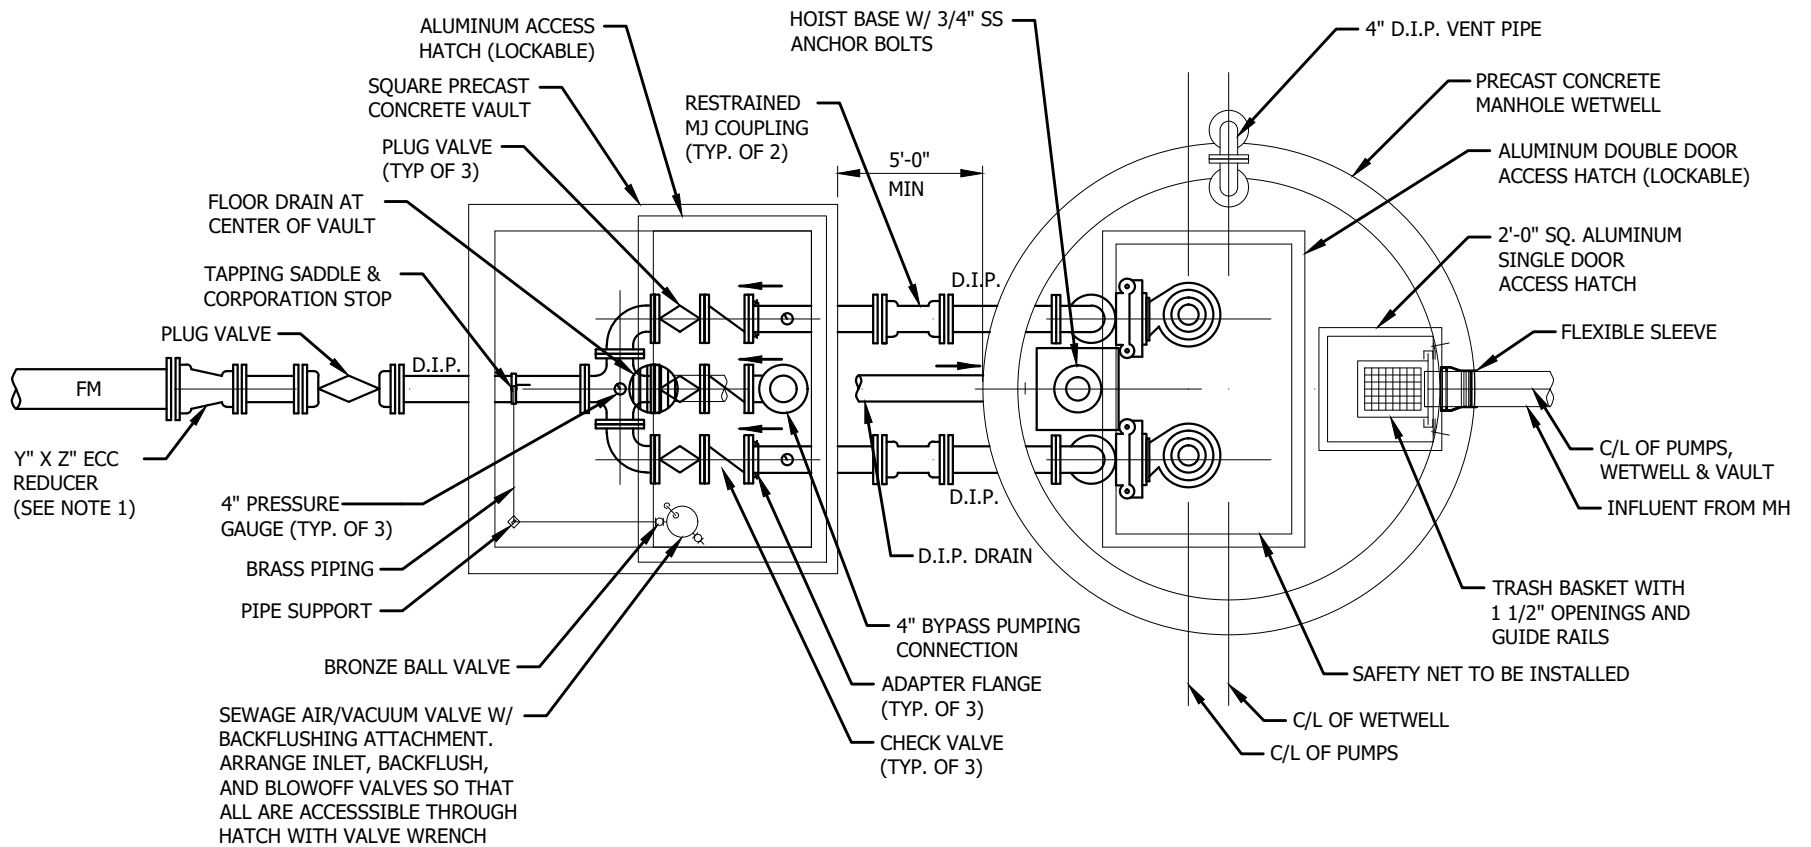 ALUMINUM ACCESS
HATCH (LOCKABLE)
HOIST BASE W/ 3/4" SS
ANCHOR BOLTS
4" D.I.P. VENT PIPE
SQUARE PRECAST
CONCRETE VAULT
RESTRAINED
MJ COUPLING
(TYP. OF 2)
PRECAST CONCRETE
MANHOLE WETWELL
PLUG VALVE
(TYP OF 3)
5'-0"
MIN
ALUMINUM DOUBLE DOOR
ACCESS HATCH (LOCKABLE)
FLOOR DRAIN AT
CENTER OF VAULT
2'-0" SQ. ALUMINUM
SINGLE DOOR
ACCESS HATCH
TAPPING SADDLE &
CORPORATION STOP
D.I.P.
PLUG VALVE
FLEXIBLE SLEEVE
D.I.P.
FM
Y" X Z" ECC
REDUCER
(SEE NOTE 1)
C/L OF PUMPS,
WETWELL & VAULT
4" PRESSURE
GAUGE (TYP. OF 3)
D.I.P.
INFLUENT FROM MH
BRASS PIPING
D.I.P. DRAIN
PIPE SUPPORT
TRASH BASKET WITH
1 1/2" OPENINGS AND
GUIDE RAILS
4" BYPASS PUMPING
CONNECTION
BRONZE BALL VALVE
SAFETY NET TO BE INSTALLED
ADAPTER FLANGE
(TYP. OF 3)
SEWAGE AIR/VACUUM VALVE W/
BACKFLUSHING ATTACHMENT.
ARRANGE INLET, BACKFLUSH,
AND BLOWOFF VALVES SO THAT
ALL ARE ACCESSSIBLE THROUGH
HATCH WITH VALVE WRENCH
C/L OF WETWELL
CHECK VALVE
(TYP. OF 3)
C/L OF PUMPS